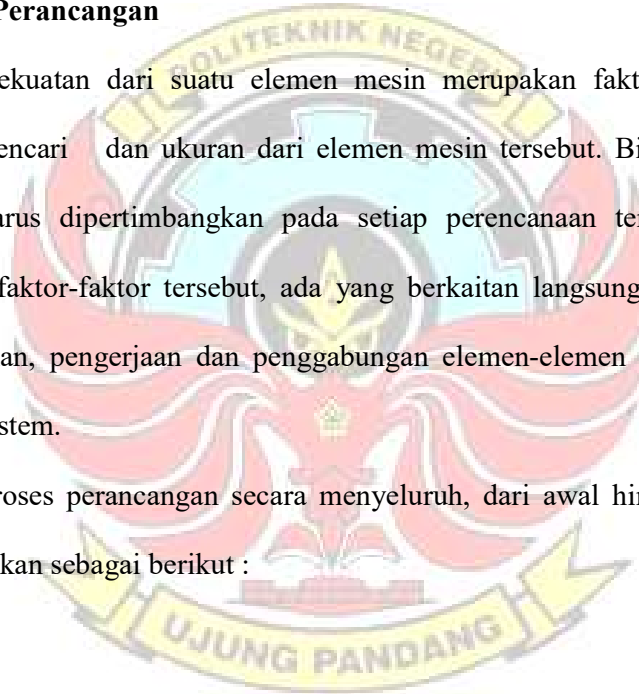 Perancangan
POLITEKNIK NEGERI
ekuatan dari suatu elemen mesin merupakan fakt
encari dan ukuran dari elemen mesin tersebut. Bi
arus dipertimbangkan pada setiap perencanaan te
faktor-faktor tersebut, ada yang berkaitan langsung
an, pengerjaan dan penggabungan elemen-elemen
stem.
roses perancangan secara menyeluruh, dari awal hin
kan sebagai berikut :
UJUNG PANDANG